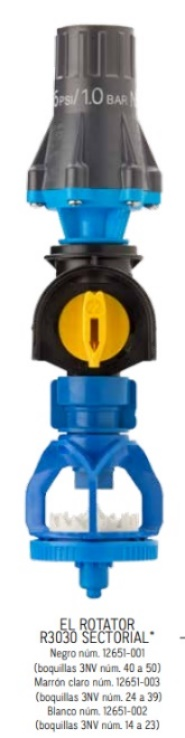 5 PSI/ 1.0 BAR
EL ROTATOR
R3030 SECTORIAL*
Negro núm. 12651-001
(boquillas 3NV núm. 40 a 50)
Marrón claro núm. 12651-003
(boquillas 3NV núm. 24 a 39)
Blanco núm. 12651-002
(boquillas 3NV núm. 14 a 23)